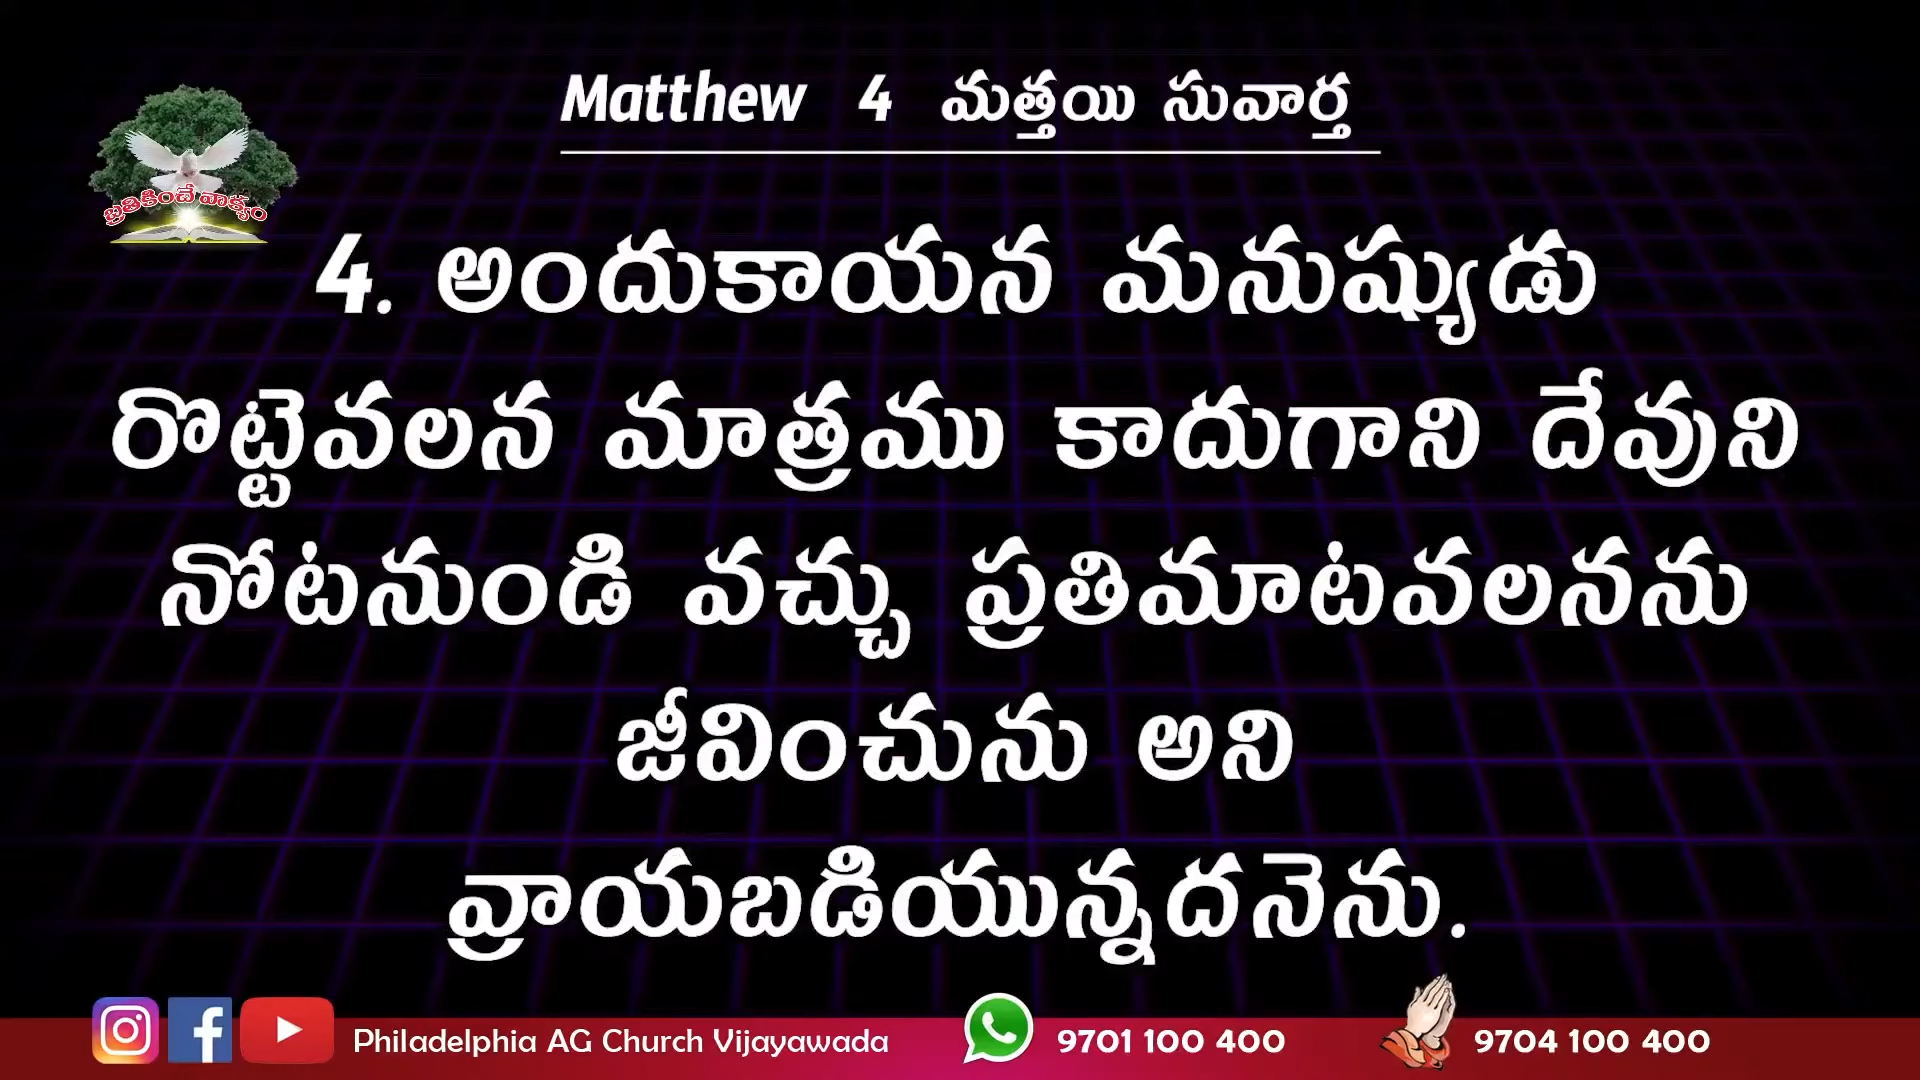 Matthew 4 మత్తయి సువార్త
బ్రతికించే వాక్యం
4. అందుకాయన మనుష్యుడు
రొట్టెవలన మాత్రము కాదుగాని దేవుని
నోటనుండి వచ్చు ప్రతిమాటవలనను
జీవించును అని
వ్రాయబడియున్నదనెను.
Philadelphia AG Church Vijayawada 9701 100 400 9704 100 400